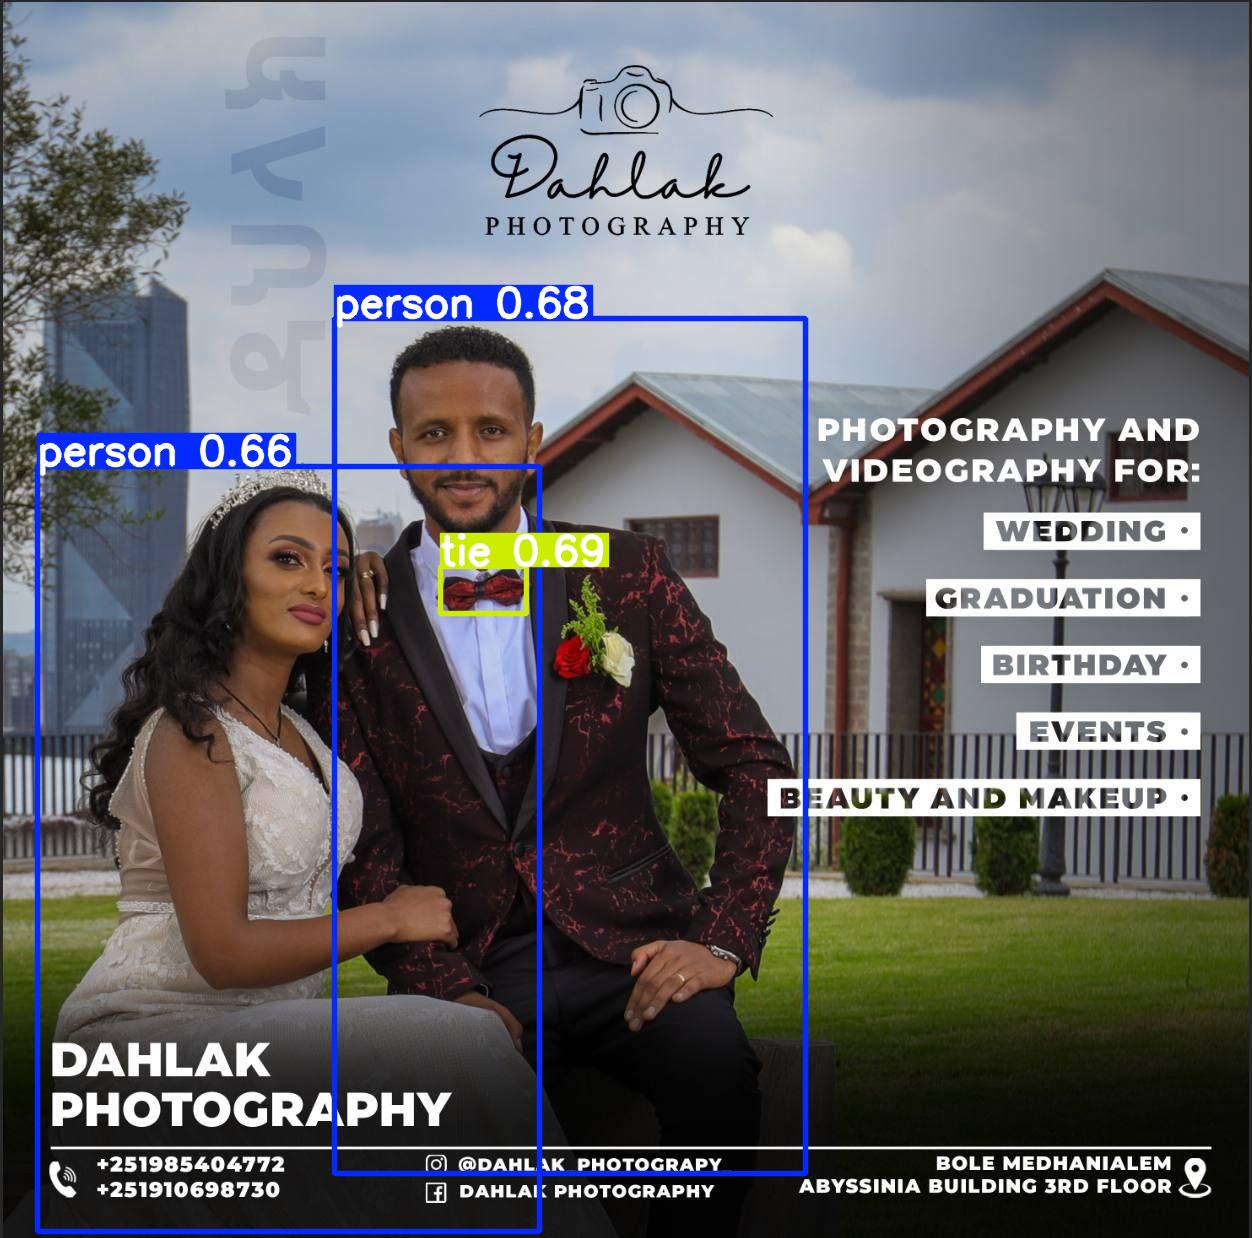 Dahlak
PHOTOGRAPHY
person 0.68
person 0.66
tie 0.69
PHOTOGRAPHY AND
VIDEOGRAPHY FOR:
WEDDING •
GRADUATION •
BIRTHDAY •
EVENTS •
BEAUTY AND MAKEUP •
DAHLAK
PHOTOGRAPHY
+251985404772
+251910698730
@DAHLAK_PHOTOGRAPY_
DAHLAK PHOTOGRAPHY
BOLE MEDHANIALEM
ABYSSINIA BUILDING 3RD FLOOR